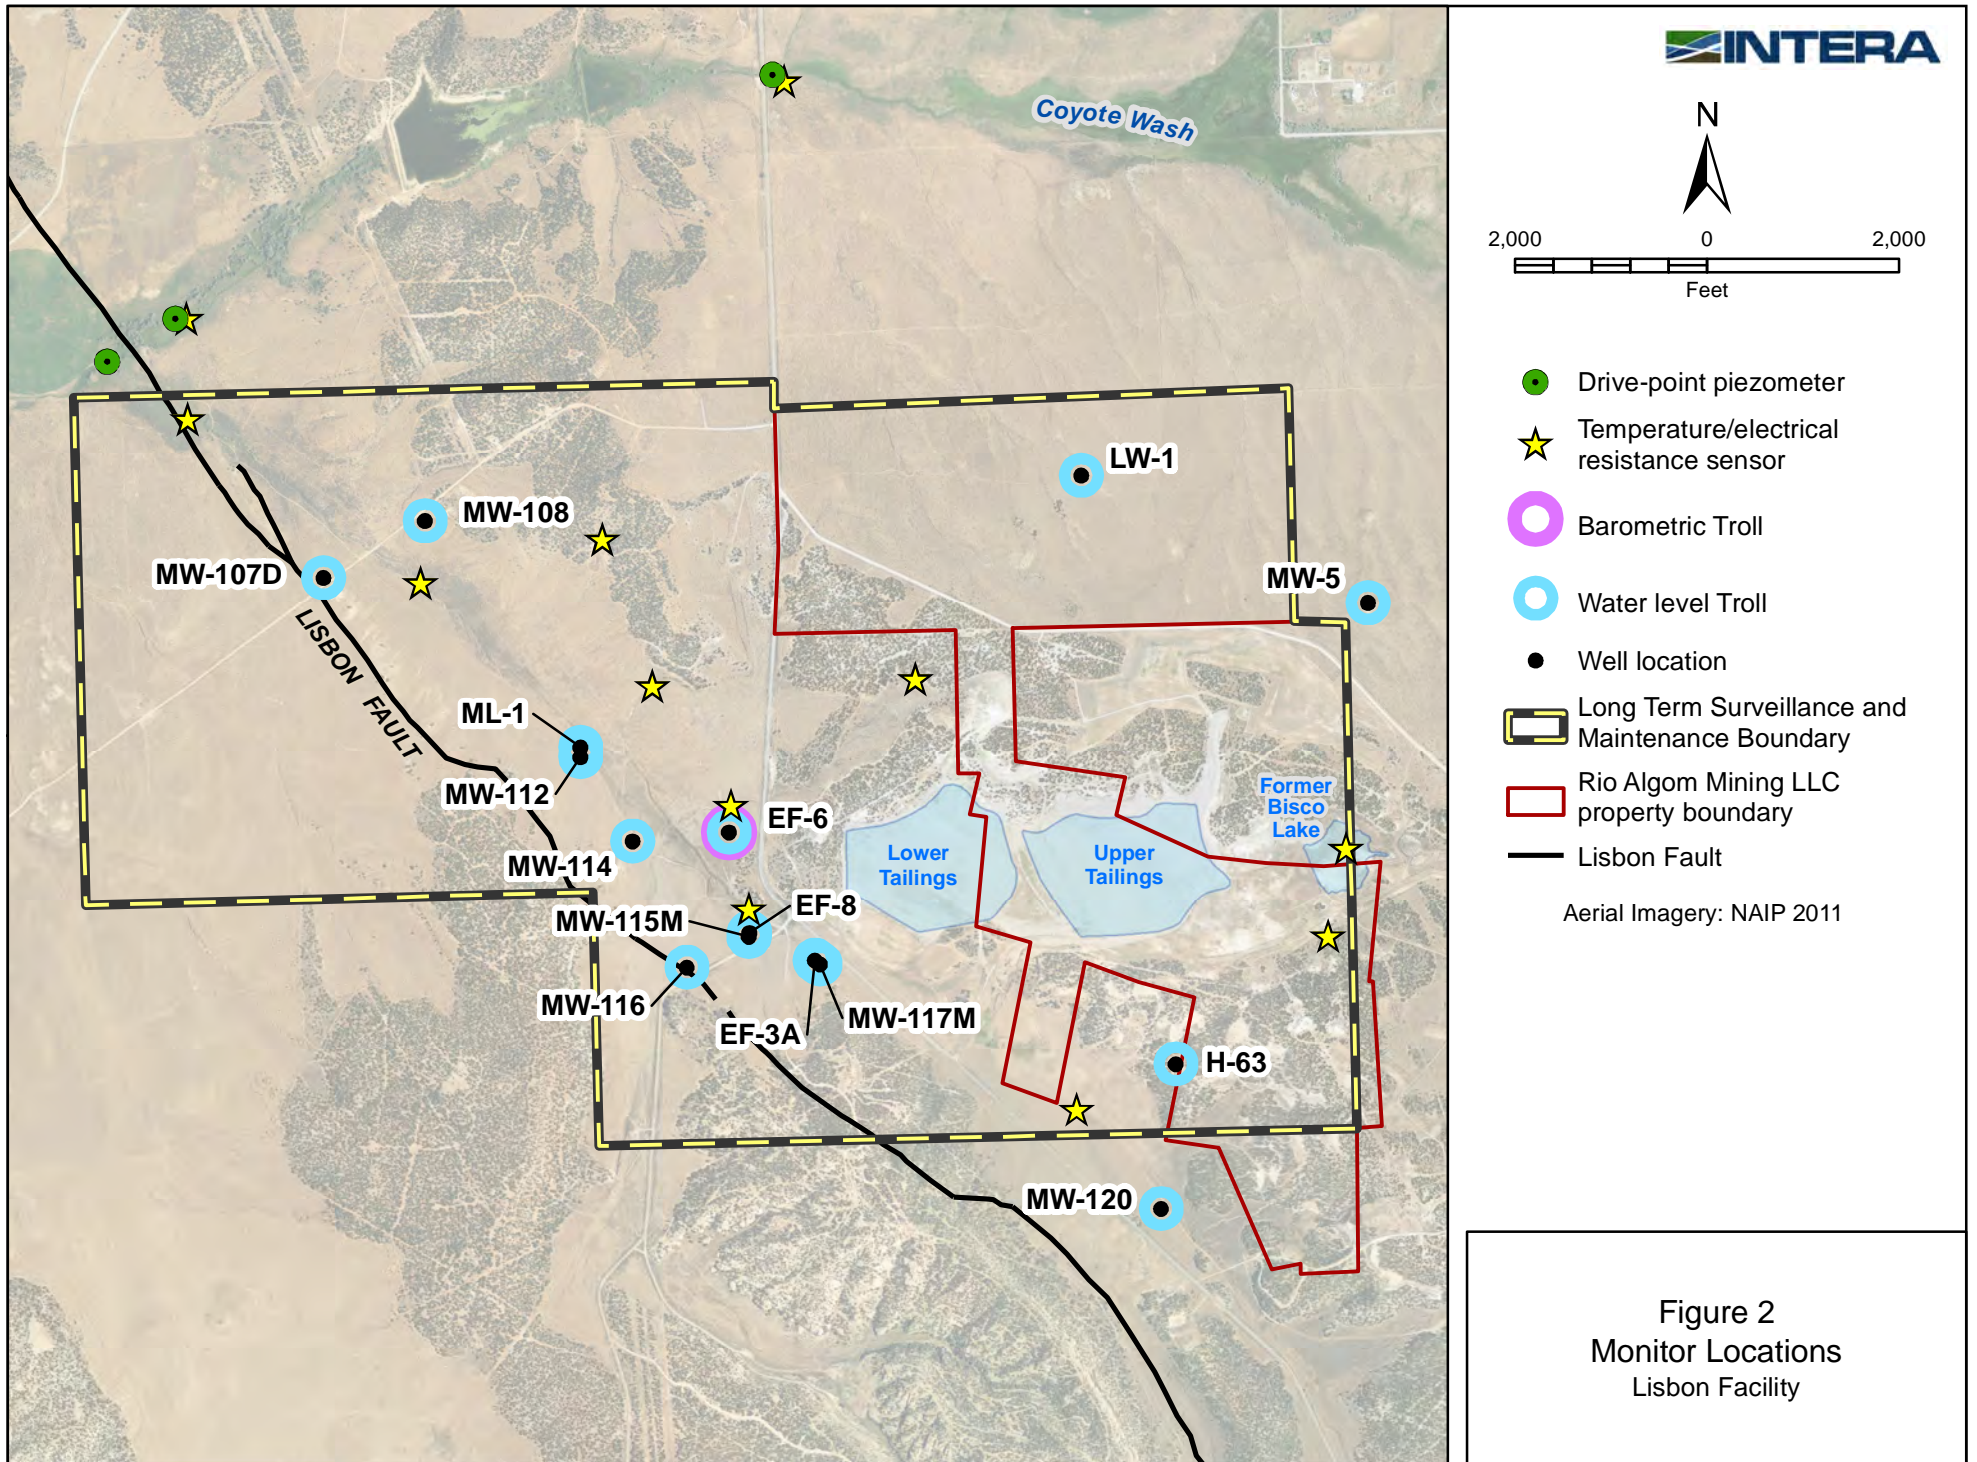 INTERA
N
2,000 0 2,000
Feet
Drive-point piezometer
Temperature/electrical
resistance sensor
Barometric Troll
Water level Troll
Well location
Long Term Surveillance and
Maintenance Boundary
Rio Algom Mining LLC
property boundary
Lisbon Fault
Aerial Imagery: NAIP 2011
Figure 2
Monitor Locations
Lisbon Facility
Coyote Wash
LW-1
MW-108
MW-107D
MW-5
LISBON FAULT
ML-1
MW-112
EF-6
MW-114
Former
Bisco
Lake
Lower
Tailings
Upper
Tailings
EF-8
MW-115M
MW-116
EF-3A
MW-117M
H-63
MW-120